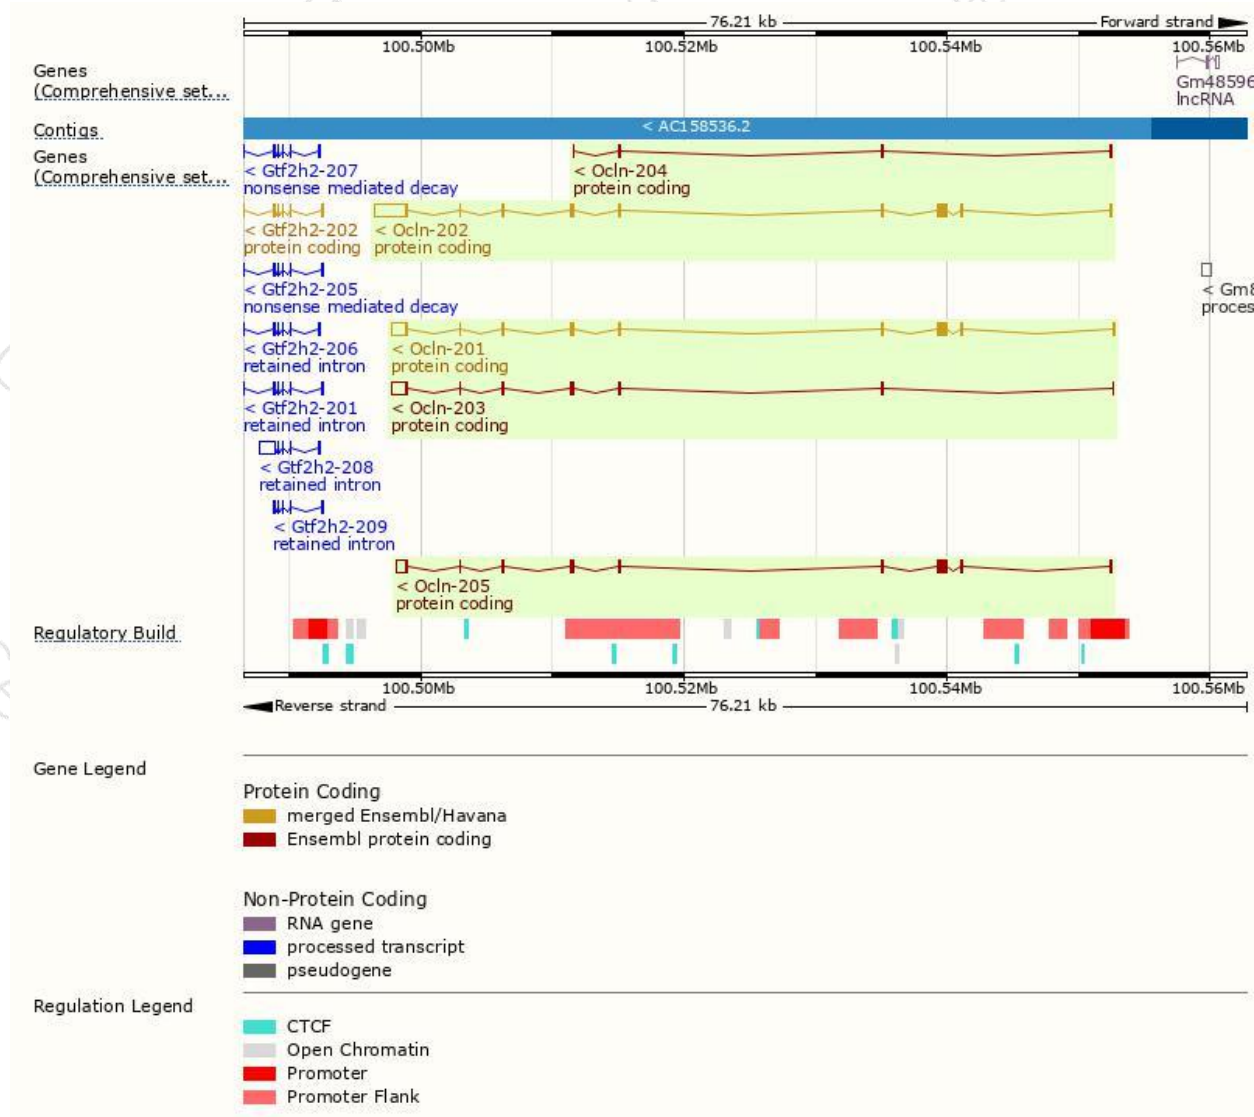 76.21 kb Forward strand
100.50Mb 100.52Mb 100.54Mb 100.56Mb
Genes
(Comprehensive set...
Gm48596
lncRNA
Contigs
< AC158536.2
Genes
(Comprehensive set...
< Gtf2h2-207 < Ocln-204
nonsense mediated decay protein coding
< Gtf2h2-202 < Ocln-202
protein coding protein coding
< Gtf2h2-205 < Gm8
nonsense mediated decay proces
< Gtf2h2-206 < Ocln-201
retained intron protein coding
< Gtf2h2-201 < Ocln-203
retained intron protein coding
< Gtf2h2-208
retained intron
< Gtf2h2-209
retained intron
< Ocln-205
protein coding
Regulatory Build
100.50Mb 100.52Mb 100.54Mb 100.56Mb
Reverse strand 76.21 kb
Gene Legend
Protein Coding
merged Ensembl/Havana
Ensembl protein coding
Non-Protein Coding
RNA gene
processed transcript
pseudogene
Regulation Legend
CTCF
Open Chromatin
Promoter
Promoter Flank